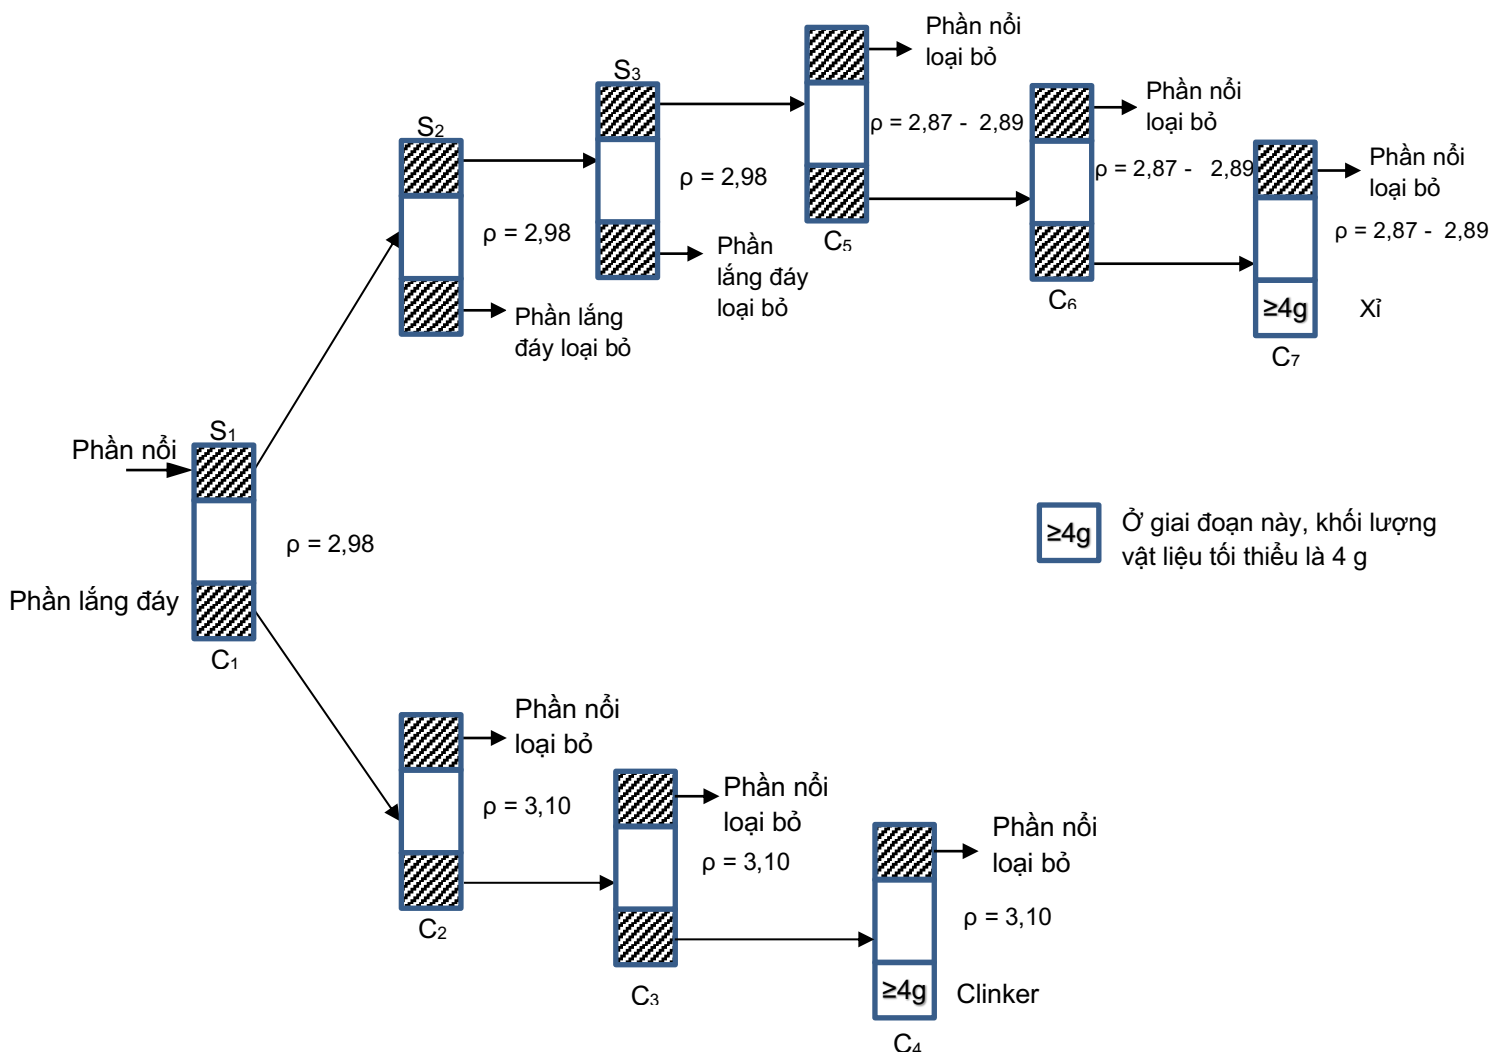 Phần nổi
loại bỏ
S₃
ρ = 2,87 - 2,89
Phần nổi
loại bỏ
S₂
ρ = 2,87 - 2,89
Phần nổi
loại bỏ
ρ = 2,98
ρ = 2,98
ρ = 2,87 - 2,89
C₅
Phần
lắng đáy
loại bỏ
C₆
Phần lắng
đáy loại bỏ
≥4g
Xỉ
C₇
S₁
Phần nổi
ρ = 2,98
Phần lắng đáy
C₁
≥4g
Ở giai đoạn này, khối lượng
vật liệu tối thiểu là 4 g
Phần nổi
loại bỏ
ρ = 3,10
C₂
Phần nổi
loại bỏ
ρ = 3,10
C₃
Phần nổi
loại bỏ
ρ = 3,10
≥4g
Clinker
C₄